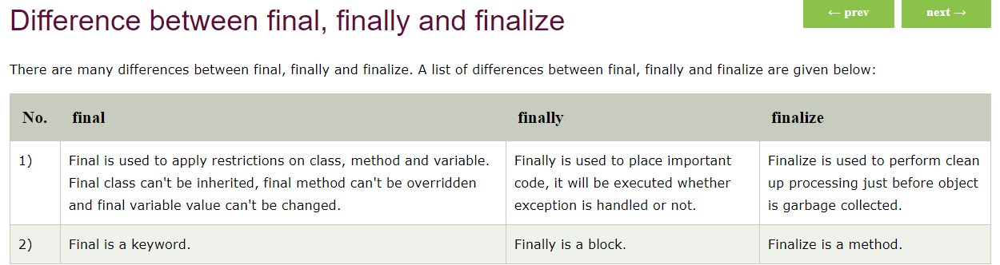 Difference between final, finally and finalize
← prev
next →
There are many differences between final, finally and finalize. A list of differences between final, finally and finalize are given below:
No.
final
finally
finalize
1)
Final is used to apply restrictions on class, method and variable.
Final class can't be inherited, final method can't be overridden
and final variable value can't be changed.
Finally is used to place important
code, it will be executed whether
exception is handled or not.
Finalize is used to perform clean
up processing just before object
is garbage collected.
2)
Final is a keyword.
Finally is a block.
Finalize is a method.